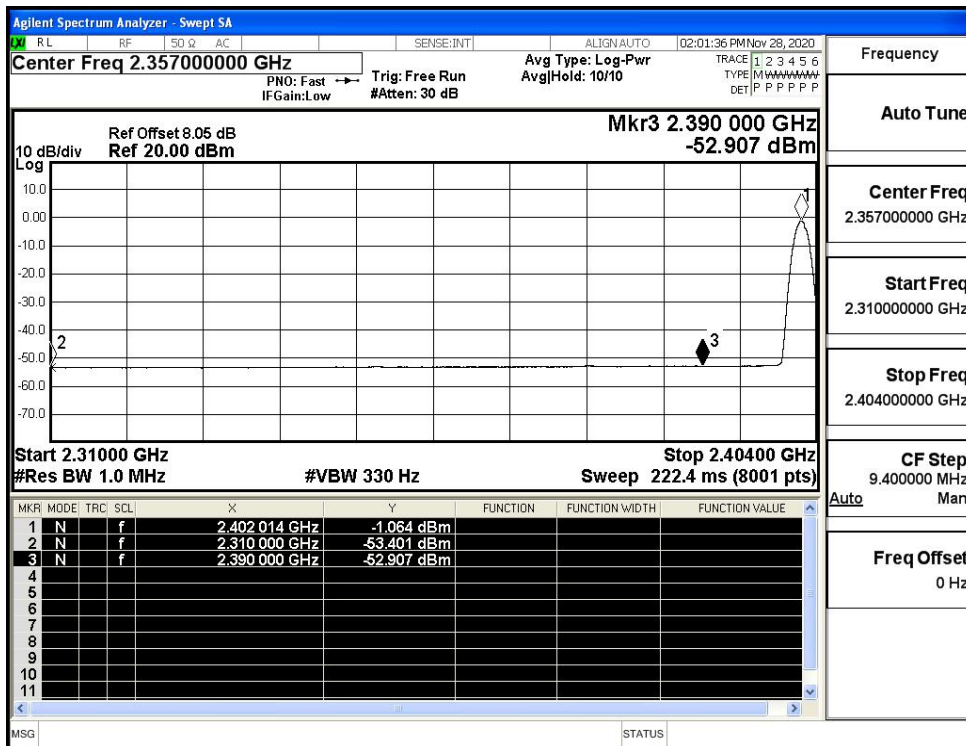 Agilent Spectrum Analyzer - Swept SA
LXI RL RF 50 Ω AC SENSE:INT ALIGN AUTO 02:01:36 PM Nov 28, 2020
Center Freq 2.357000000 GHz
PNO: Fast
IFGain:Low
Trig: Free Run
#Atten: 30 dB
Avg Type: Log-Pwr
Avg|Hold: 10/10
TRACE 1 2 3 4 5 6
TYPE M W W W W W
DET P P P P P P
Ref Offset 8.05 dB
10 dB/div Ref 20.00 dBm
Log
Mkr3 2.390 000 GHz
-52.907 dBm
10.0
0.00
-10.0
-20.0
-30.0
-40.0
-50.0
-60.0
-70.0
1
2
3
Start 2.31000 GHz Stop 2.40400 GHz
#Res BW 1.0 MHz #VBW 330 Hz Sweep 222.4 ms (8001 pts)
MKR MODE TRC SCL X Y FUNCTION FUNCTION WIDTH FUNCTION VALUE
1 N f 2.402 014 GHz -1.064 dBm
2 N f 2.310 000 GHz -53.401 dBm
3 N f 2.390 000 GHz -52.907 dBm
4
5
6
7
8
9
10
11
MSG STATUS
Frequency
Auto Tune
Center Freq
2.357000000 GHz
Start Freq
2.310000000 GHz
Stop Freq
2.404000000 GHz
CF Step
9.400000 MHz
Auto Man
Freq Offset
0 Hz